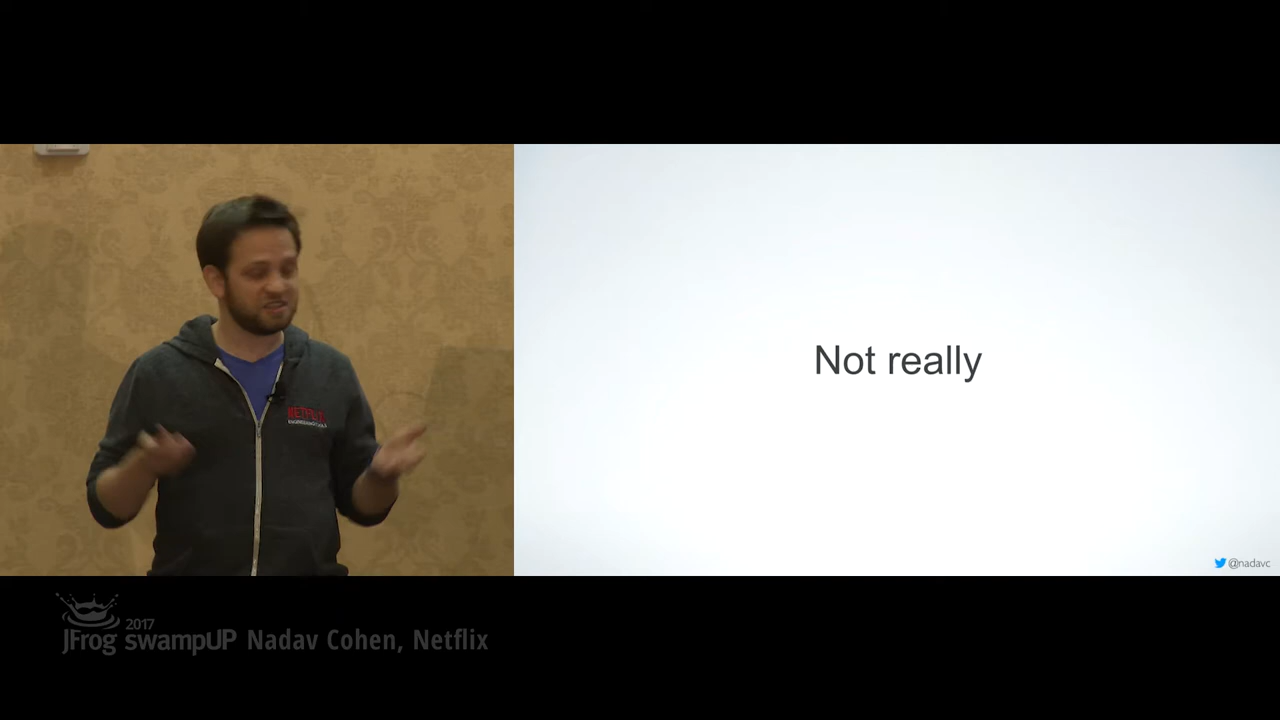 NETFLIX
Not really
@nadavc
2017
JFrog swampUP Nadav Cohen, Netflix